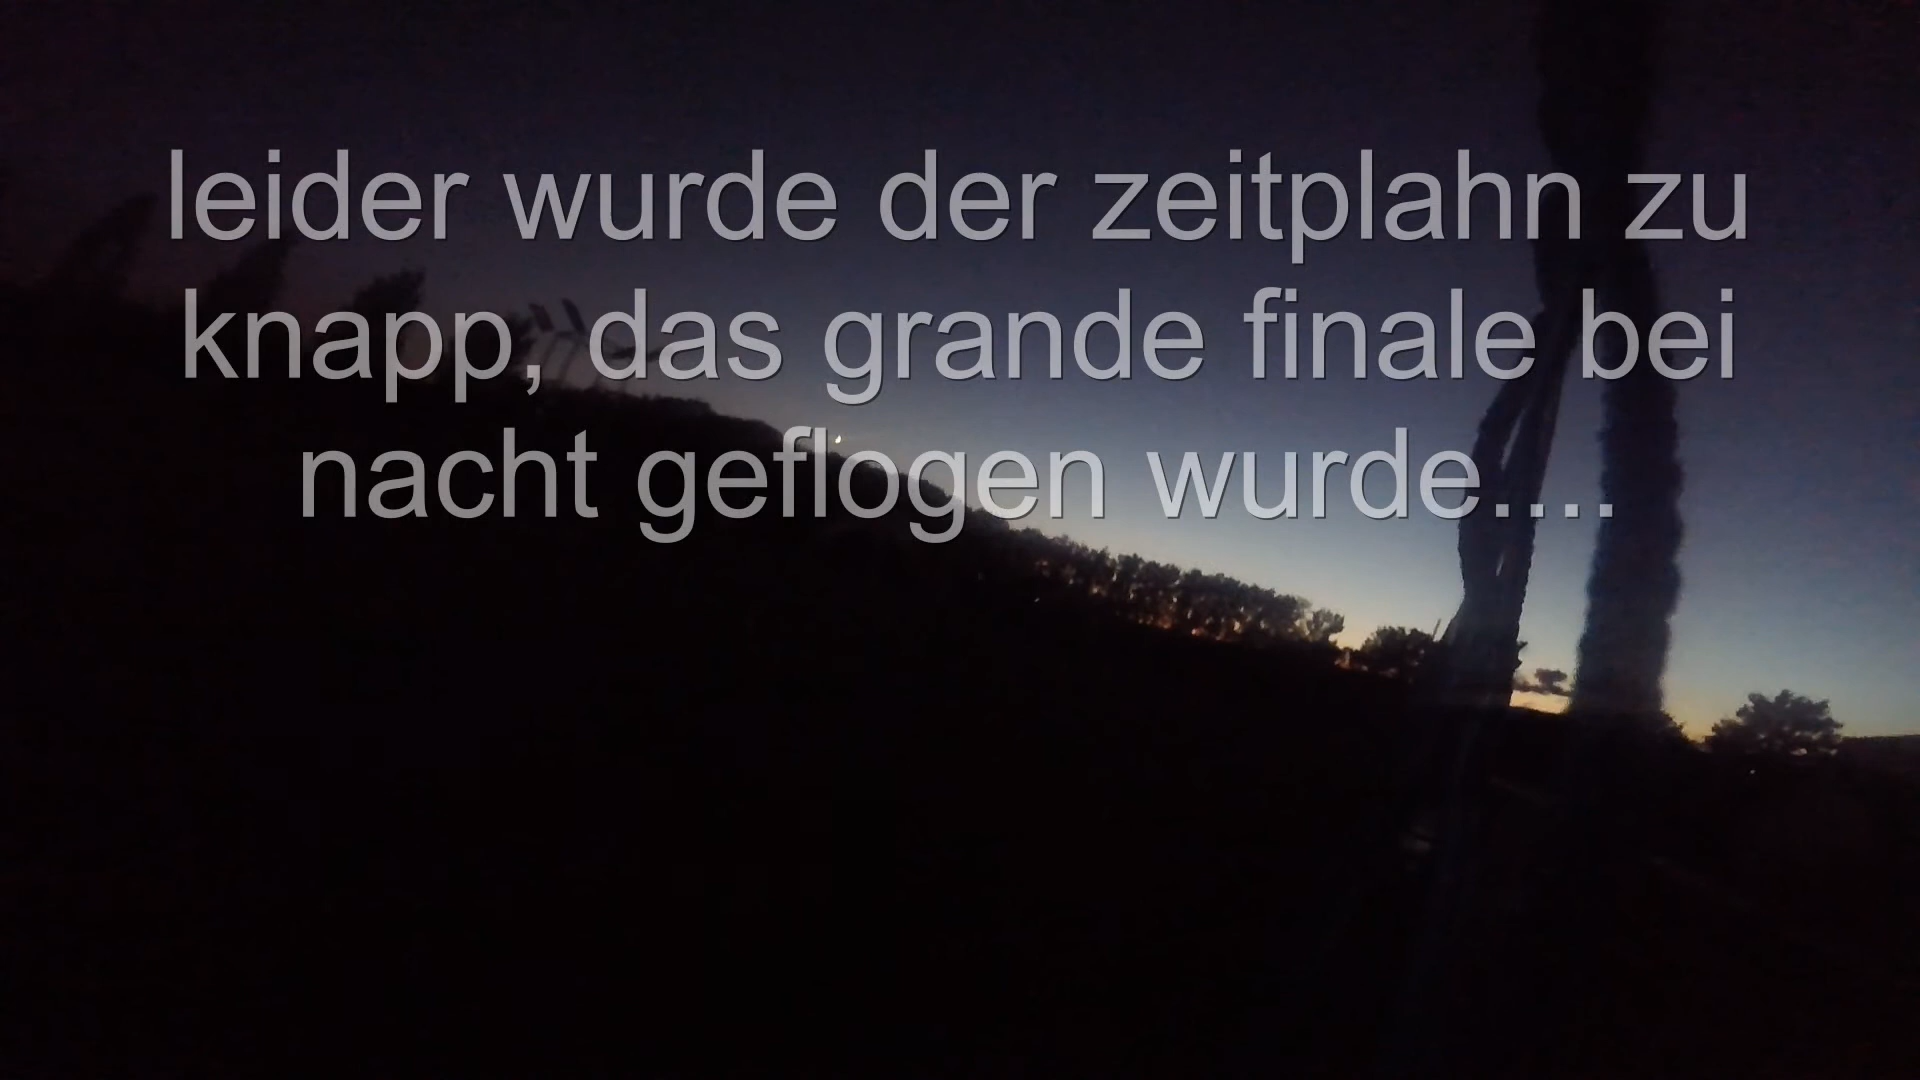 leider wurde der zeitplahn zu
knapp, das grande finale bei
nacht geflogen wurde....